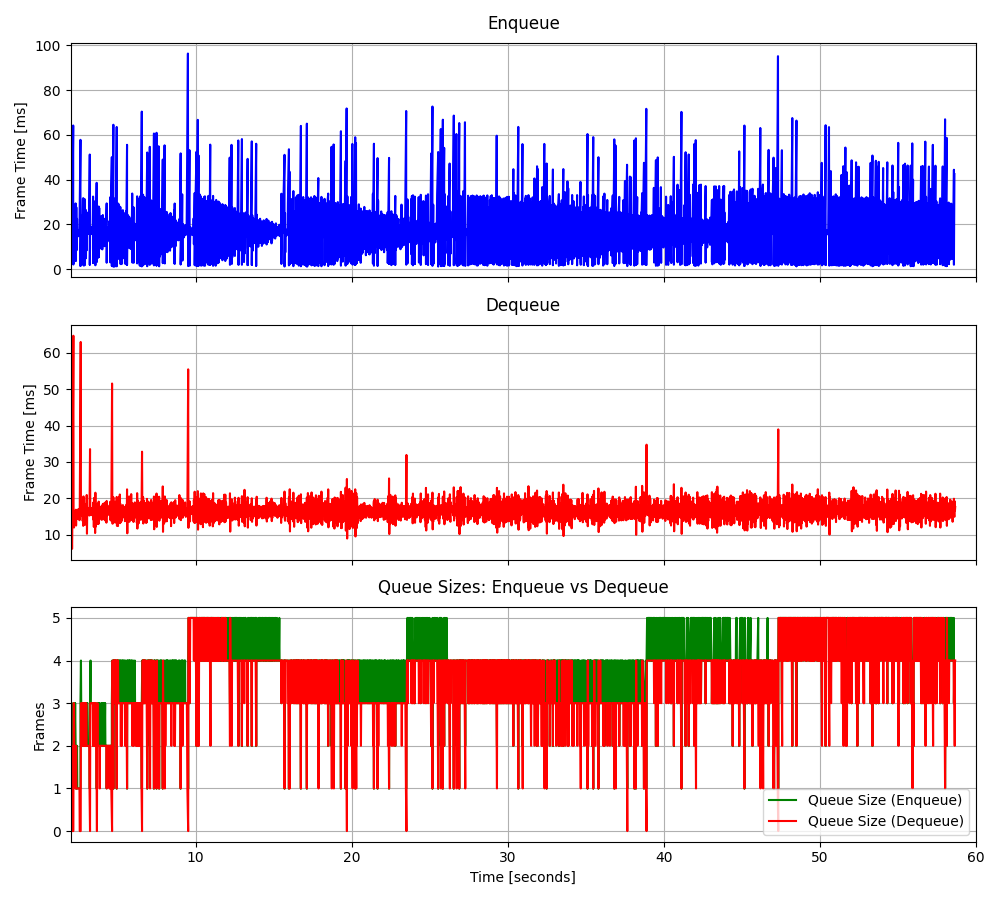 Enqueue
Frame Time [ms]
100
80
60
40
20
0
Dequeue
Frame Time [ms]
60
50
40
30
20
10
Queue Sizes: Enqueue vs Dequeue
Frames
5
4
3
2
1
0
Queue Size (Enqueue)
Queue Size (Dequeue)
10 20 30 40 50 60
Time [seconds]